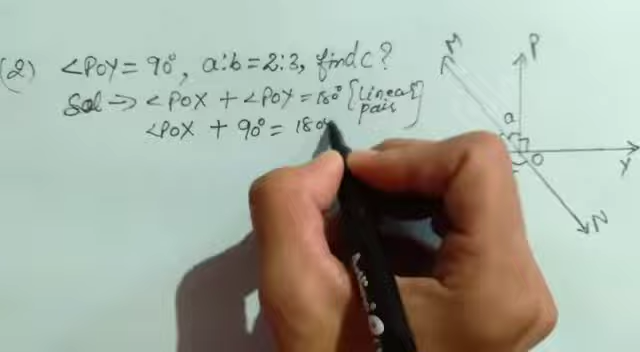 (2) ∠POY = 90°, a:b = 2:3, find c?
Sol → ∠POX + ∠POY = 180° {Linear pair}
∠POX + 90° = 180
M
P
a
O
Y
N